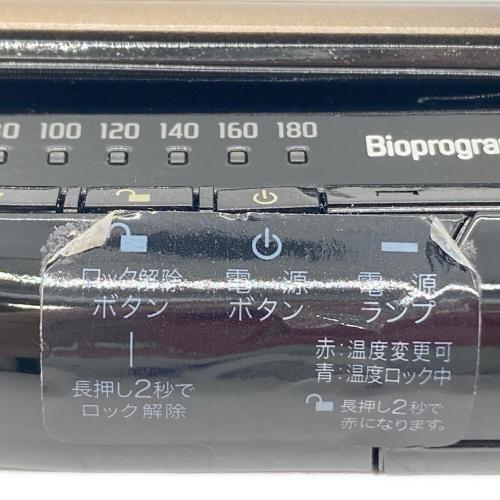 100 120 140 160 180
Bioprogra
ロック解除
ボタン
電 源
ボタン
電 源
ランプ
長押し2秒で
ロック解除
赤:温度変更可
青:温度ロック中
長押し2秒で
赤になります。